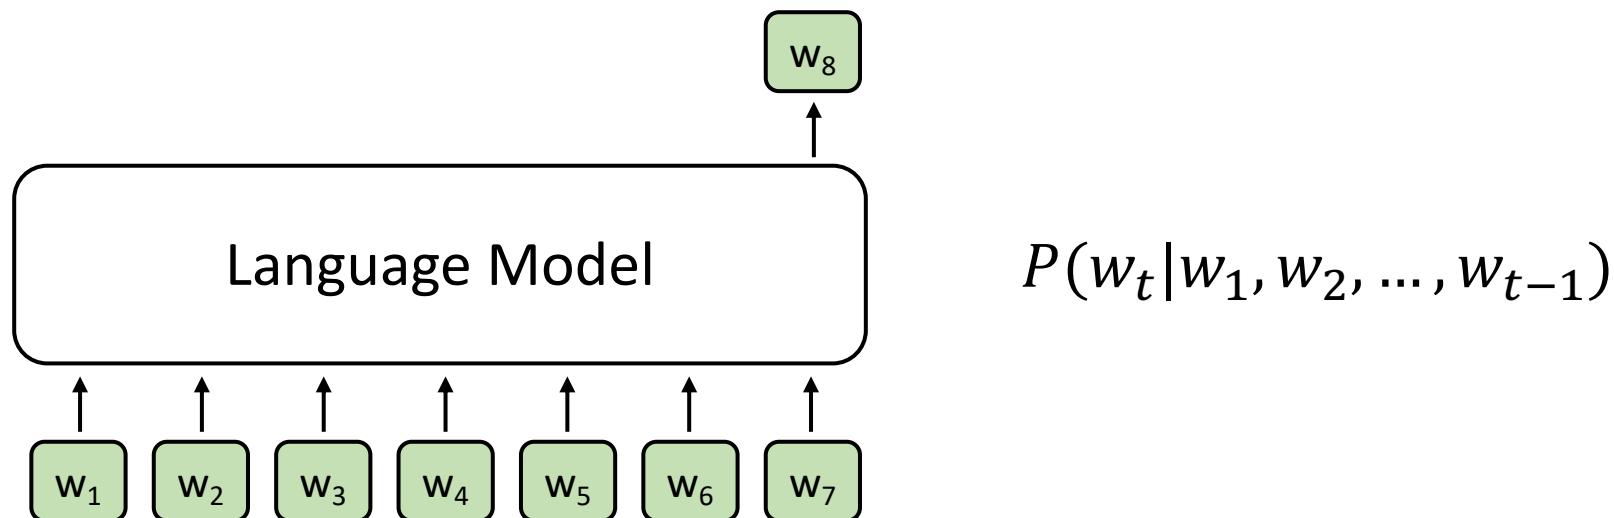 w₈
Language Model
P(wₜ|w₁, w₂, … , wₜ₋₁)
w₁ w₂ w₃ w₄ w₅ w₆ w₇